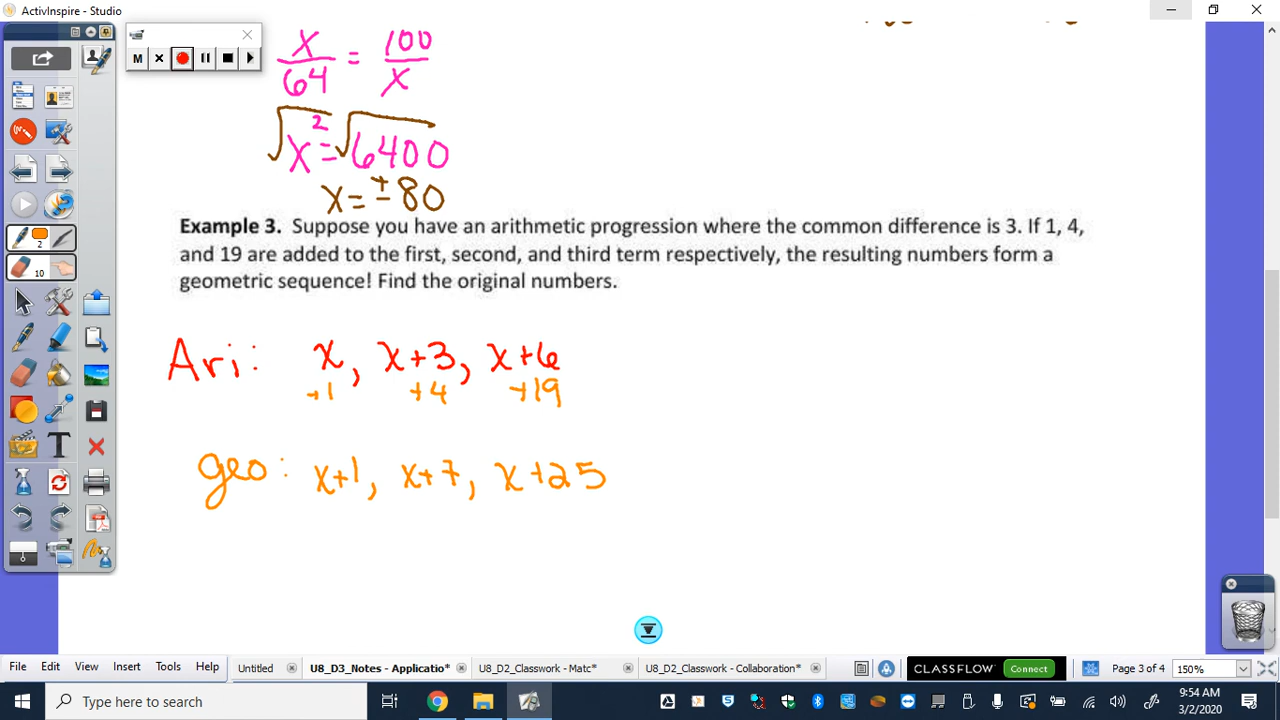 ActivInspire - Studio
M
x/64 = 100/x
√x² = √6400
x = ±80
Example 3. Suppose you have an arithmetic progression where the common difference is 3. If 1, 4,
and 19 are added to the first, second, and third term respectively, the resulting numbers form a
geometric sequence! Find the original numbers.
Ari: x, x+3, x+6
+1 +4 +19
geo: x+1, x+7, x+25
2
10
File Edit View Insert Tools Help Untitled U8_D3_Notes - Applicatio* U8_D2_Classwork - Matc* U8_D2_Classwork - Collaboration* CLASSFLOW Connect Page 3 of 4 150%
Type here to search
9:54 AM
3/2/2020